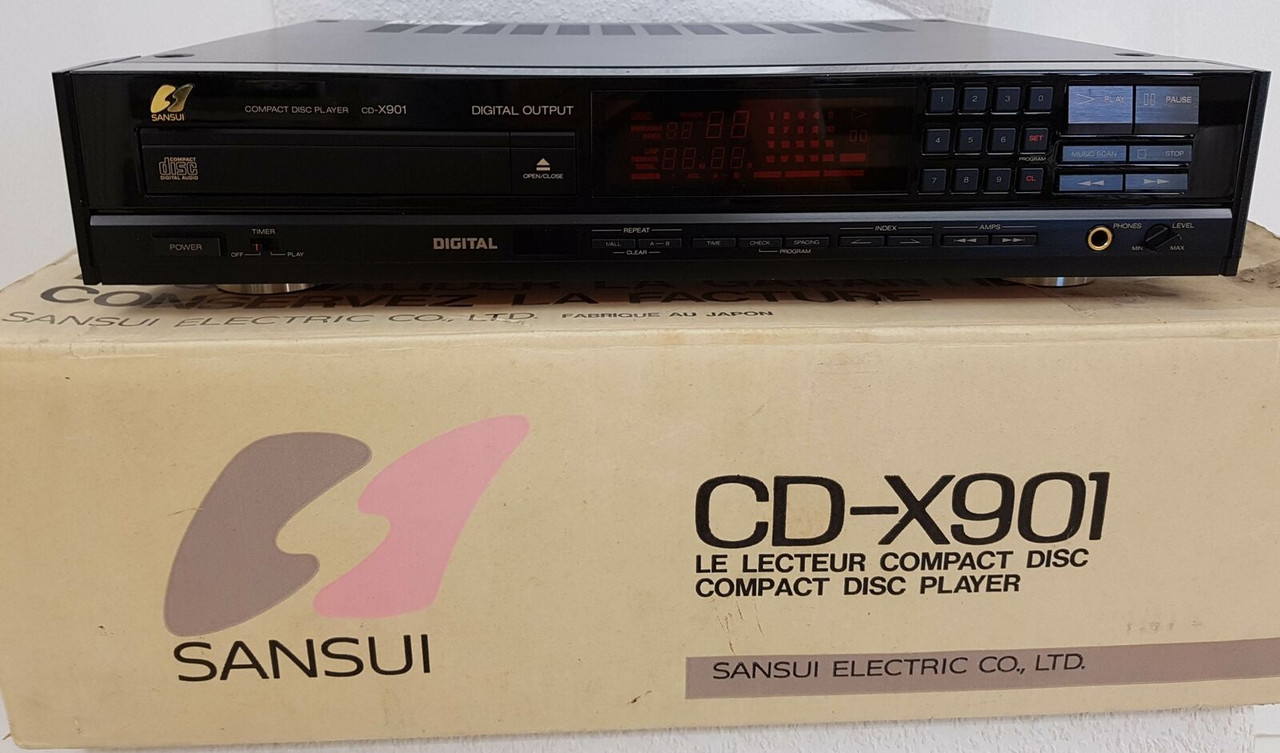 SANSUI
COMPACT DISC PLAYER CD-X901
DIGITAL OUTPUT
COMPACT
disc
DIGITAL AUDIO
OPEN/CLOSE
1 2 3 0
4 5 6 SET
PROGRAM
7 8 9 CL
PLAY PAUSE
MUSIC SCAN STOP
POWER
TIMER
OFF PLAY
DIGITAL
REPEAT
1/ALL A—B
CLEAR
TIME CHECK SPACING
PROGRAM
INDEX
AMPS
PHONES LEVEL
MIN MAX
CONSERVEZ LA FACTURE
SANSUI ELECTRIC CO., LTD. FABRIQUE AU JAPON
SANSUI
CD-X901
LE LECTEUR COMPACT DISC
COMPACT DISC PLAYER
SANSUI ELECTRIC CO., LTD.